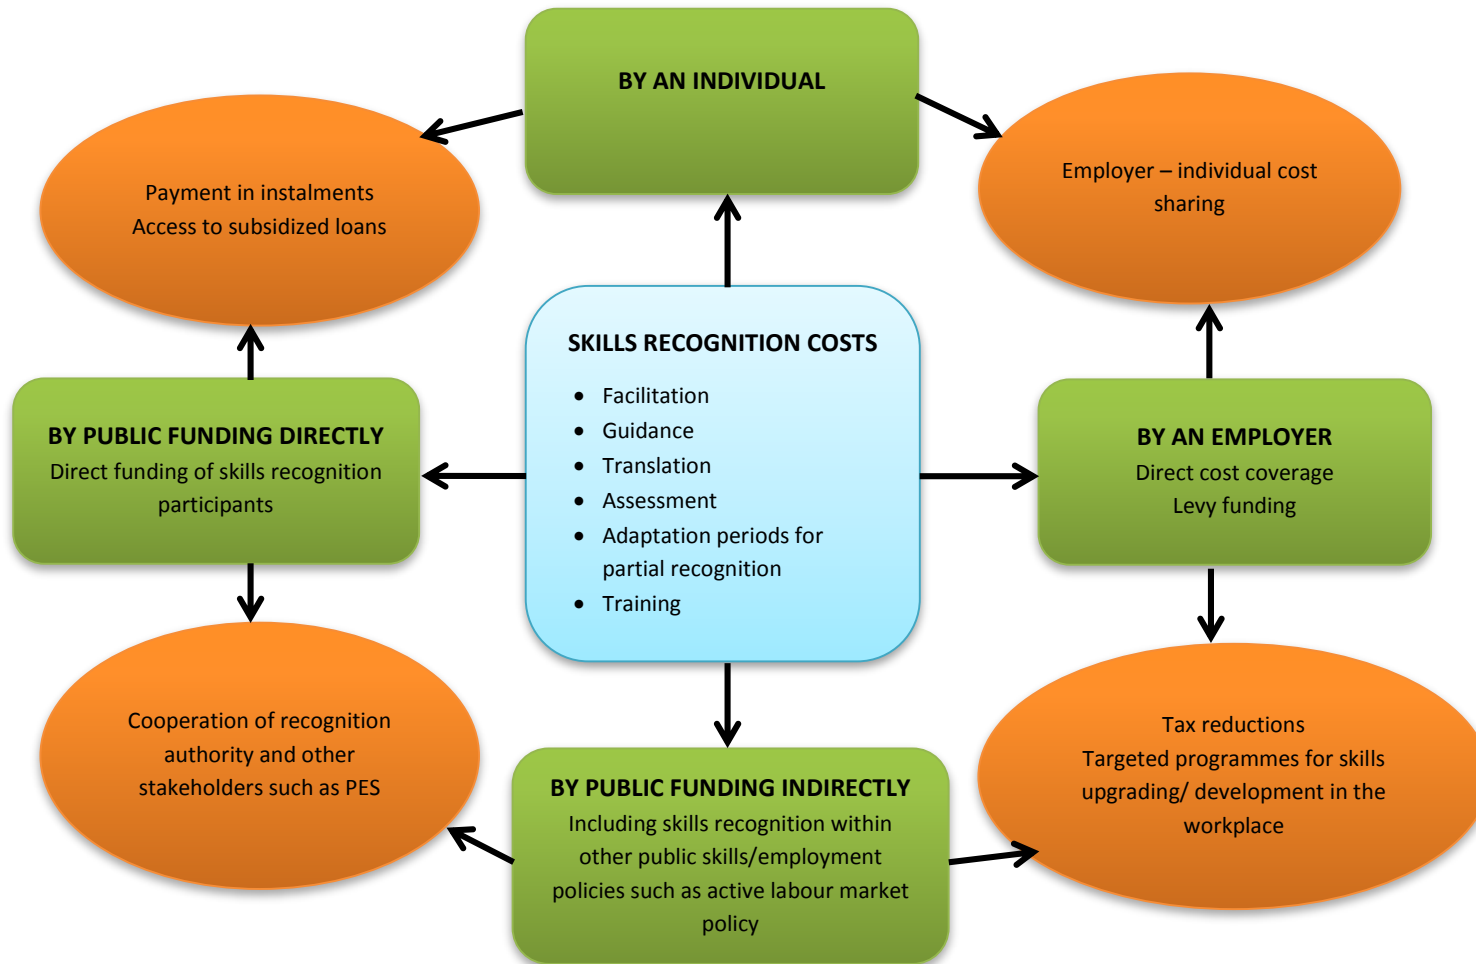 BY AN INDIVIDUAL
Payment in instalments
Access to subsidized loans
Employer – individual cost
sharing
SKILLS RECOGNITION COSTS
• Facilitation
• Guidance
• Translation
• Assessment
• Adaptation periods for
partial recognition
• Training
BY PUBLIC FUNDING DIRECTLY
Direct funding of skills recognition
participants
BY AN EMPLOYER
Direct cost coverage
Levy funding
Cooperation of recognition
authority and other
stakeholders such as PES
BY PUBLIC FUNDING INDIRECTLY
Including skills recognition within
other public skills/employment
policies such as active labour market
policy
Tax reductions
Targeted programmes for skills
upgrading/ development in the
workplace